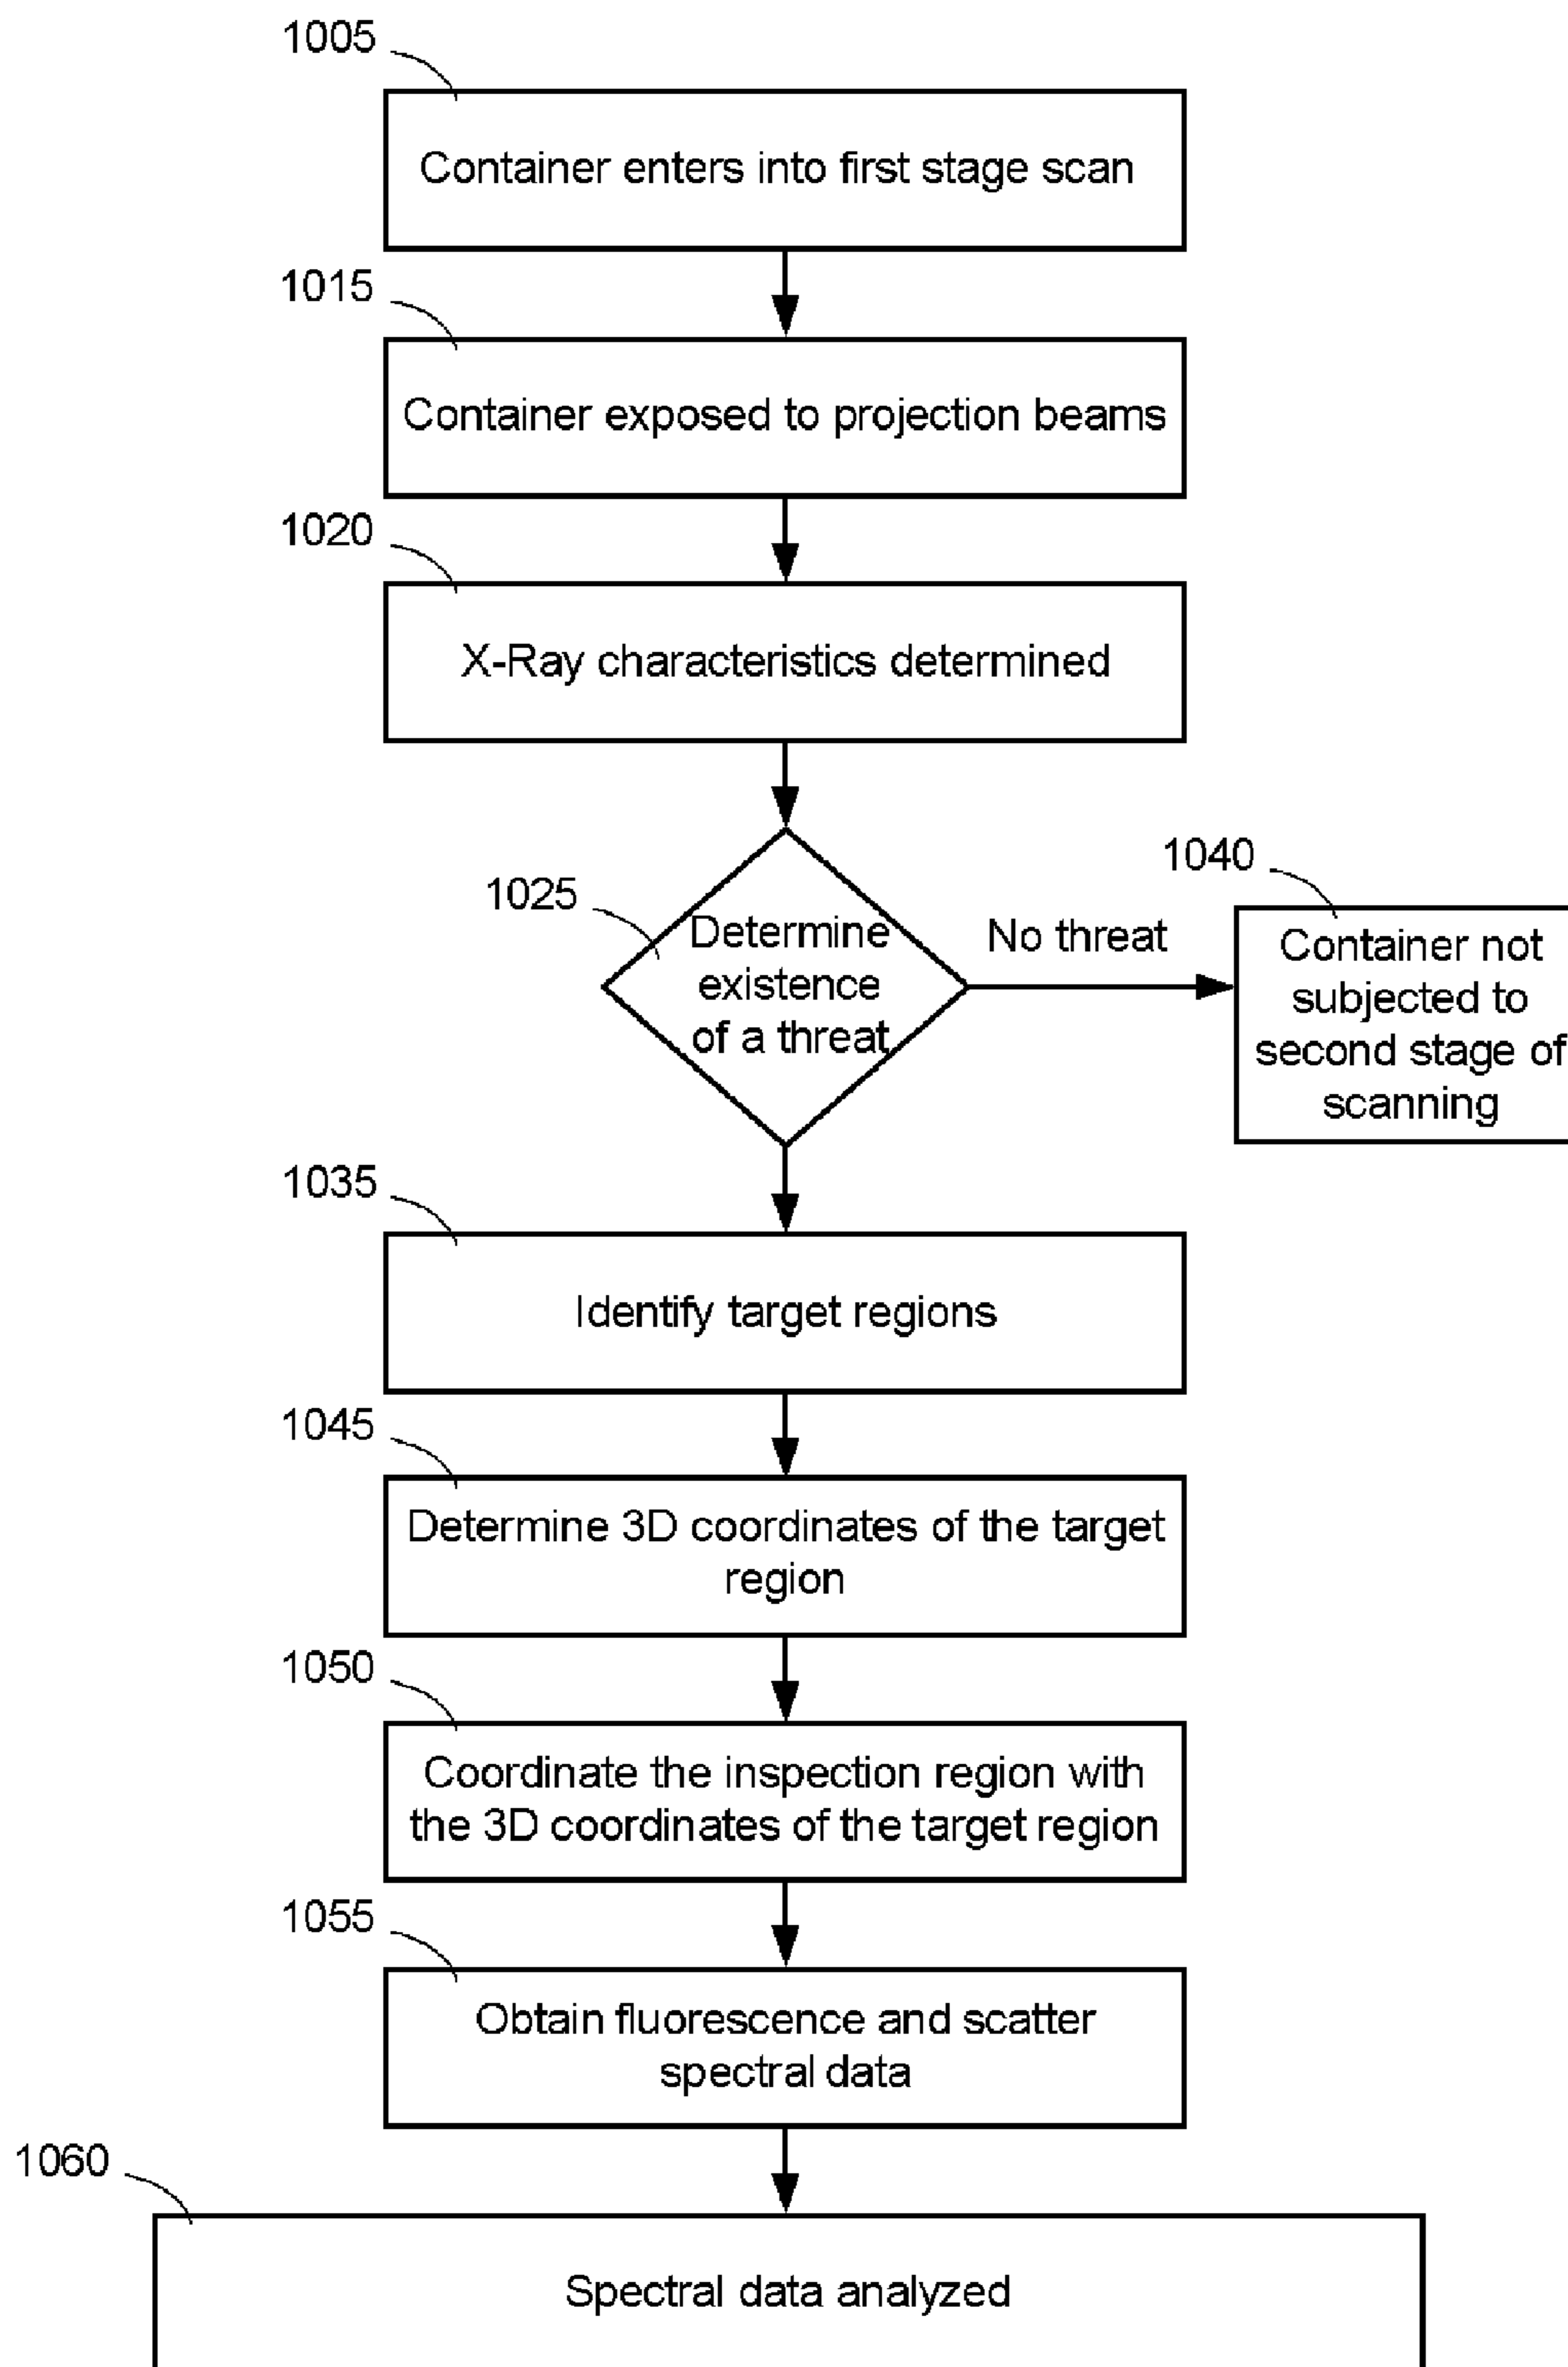 1005
Container enters into first stage scan
1015
Container exposed to projection beams
1020
X-Ray characteristics determined
1025
Determine
existence
of a threat
No threat
1040
Container not
subjected to
second stage of
scanning
1035
Identify target regions
1045
Determine 3D coordinates of the target
region
1050
Coordinate the inspection region with
the 3D coordinates of the target region
1055
Obtain fluorescence and scatter
spectral data
1060
Spectral data analyzed